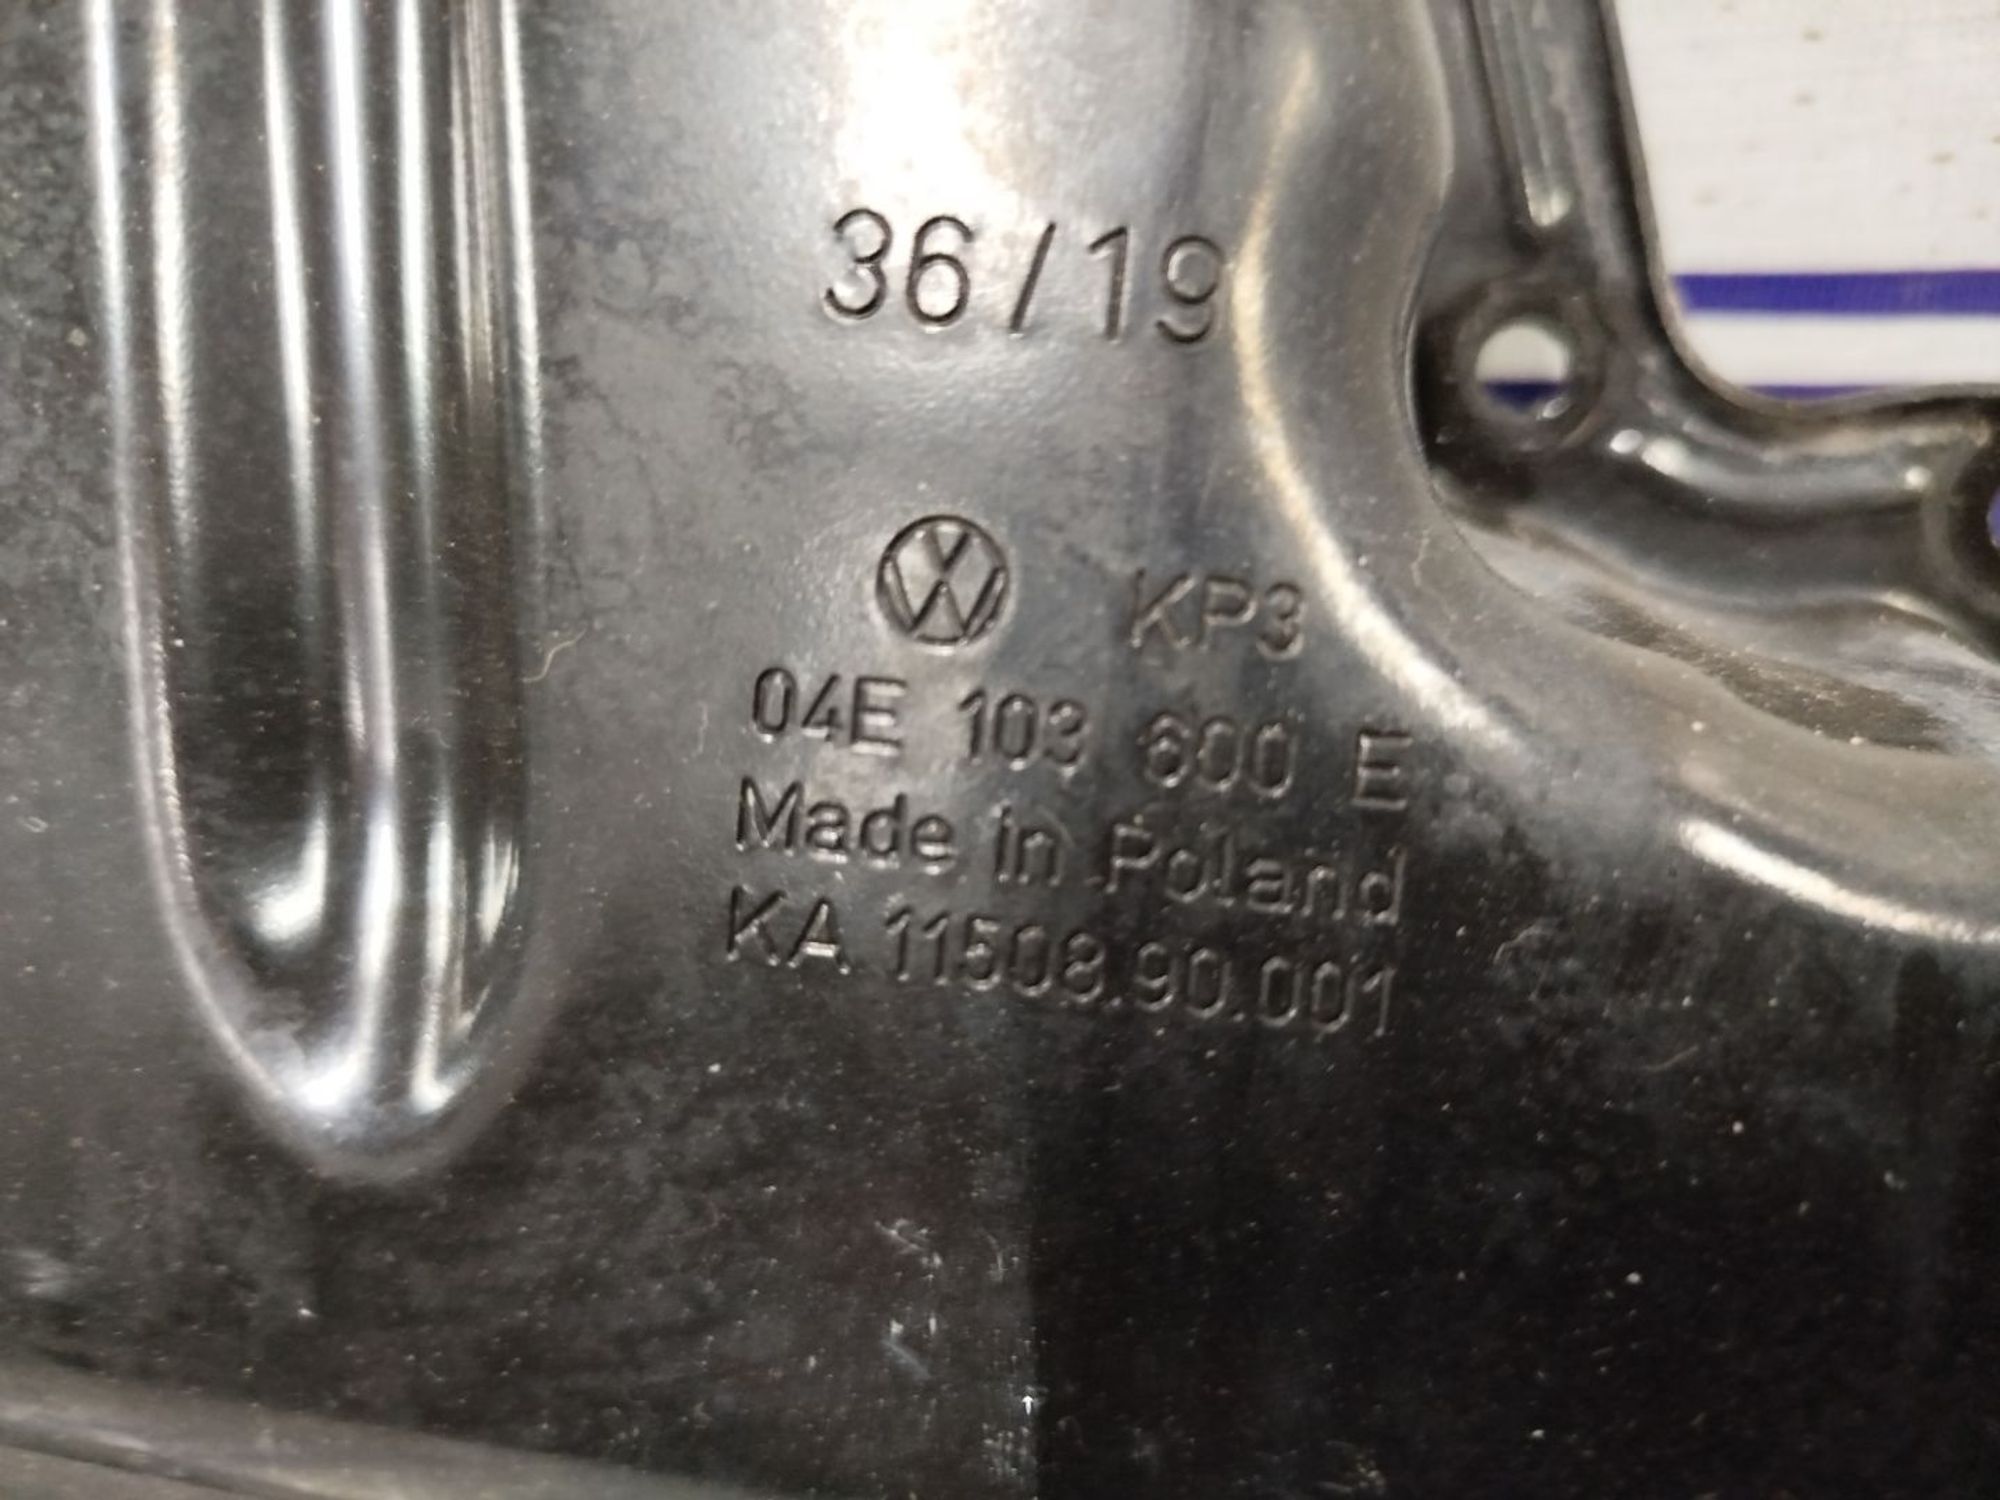 36/19
KP3
04E 103 600 E
Made in Poland
KA 11508.90.001